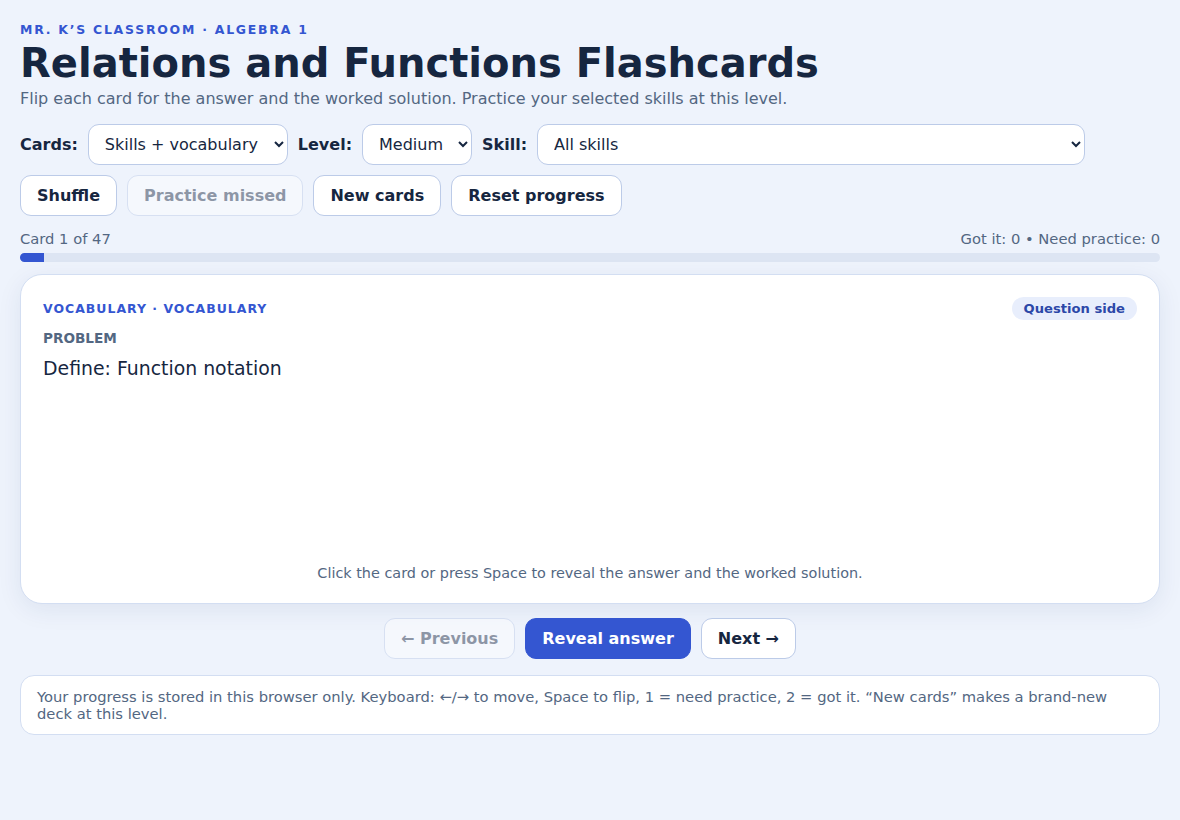 MR. K'S CLASSROOM · ALGEBRA 1
Relations and Functions Flashcards
Flip each card for the answer and the worked solution. Practice your selected skills at this level.
Cards: Skills + vocabulary Level: Medium Skill: All skills
Shuffle Practice missed New cards Reset progress
Card 1 of 47 Got it: 0 • Need practice: 0
VOCABULARY · VOCABULARY Question side
PROBLEM
Define: Function notation
Click the card or press Space to reveal the answer and the worked solution.
← Previous Reveal answer Next →
Your progress is stored in this browser only. Keyboard: ←/→ to move, Space to flip, 1 = need practice, 2 = got it. “New cards” makes a brand-new
deck at this level.